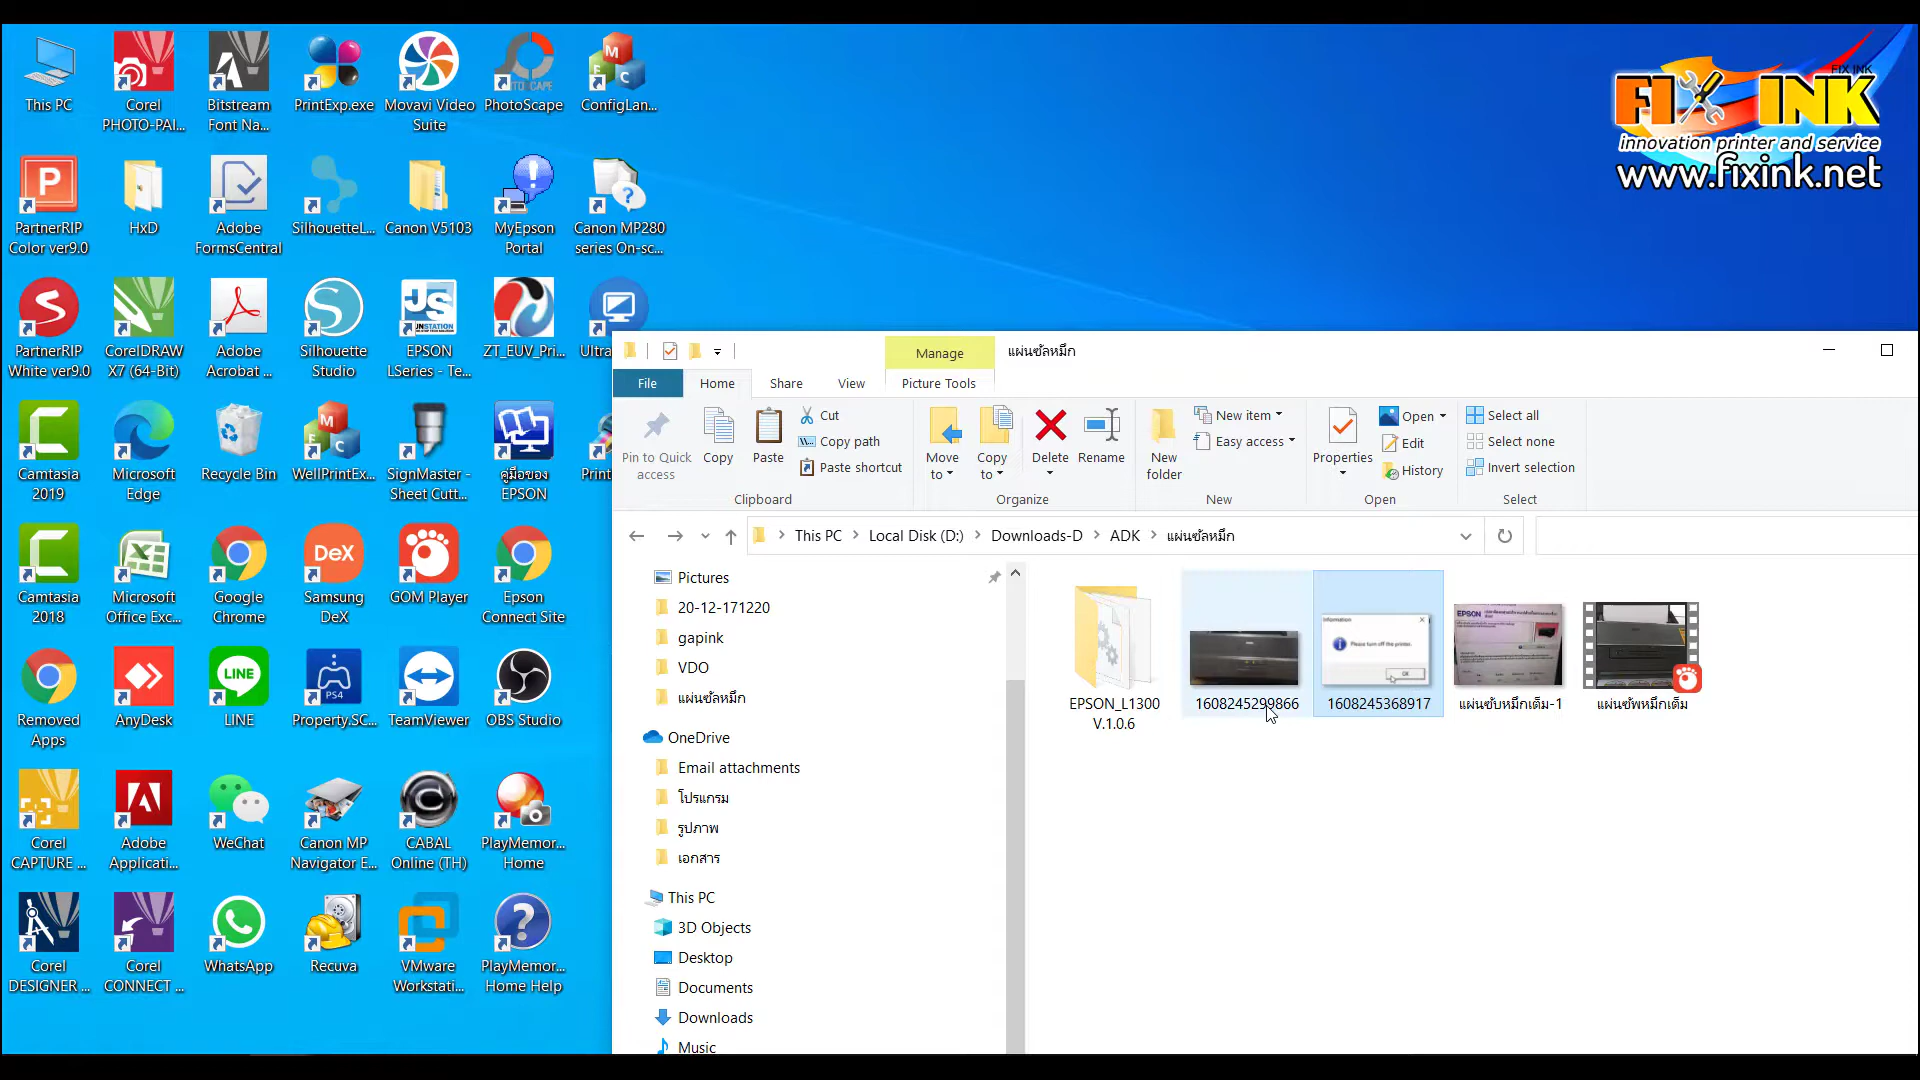 This PC
Corel
PHOTO-PAI...
Bitstream
Font Na...
PrintExp.exe
Movavi Video
Suite
PhotoScape
ConfigLan...
FIX INK
FIX INK
innovation printer and service
www.fixink.net
PartnerRIP
Color ver9.0
HxD
Adobe
FormsCentral
SilhouetteL...
Canon V5103
MyEpson
Portal
Canon MP280
series On-sc...
PartnerRIP
White ver9.0
CorelDRAW
X7 (64-Bit)
Adobe
Acrobat ...
Silhouette
Studio
EPSON
LSeries - Te...
ZT_EUV_Pri...
Ultra
Camtasia
2019
Microsoft
Edge
Recycle Bin
WellPrintEx...
SignMaster -
Sheet Cutt...
คู่มือของ
EPSON
Print
Camtasia
2018
Microsoft
Office Exc...
Google
Chrome
DeX
Samsung
DeX
GOM Player
Epson
Connect Site
Removed
Apps
AnyDesk
LINE
LINE
PS4
Property.SC...
TeamViewer
OBS Studio
Corel
CAPTURE ...
Adobe
Applicati...
WeChat
Canon MP
Navigator E...
CABAL
Online (TH)
PlayMemor...
Home
Corel
DESIGNER ...
Corel
CONNECT ...
WhatsApp
Recuva
VMware
Workstati...
PlayMemor...
Home Help
Manage
แผ่นซัลหมึก
File
Home
Share
View
Picture Tools
Pin to Quick
access
Copy
Paste
Cut
Copy path
Paste shortcut
Clipboard
Move
to
Copy
to
Delete
Rename
Organize
New
folder
New item
Easy access
New
Properties
Open
Edit
History
Open
Select all
Select none
Invert selection
Select
This PC
Local Disk (D:)
Downloads-D
ADK
แผ่นซัลหมึก
Pictures
20-12-171220
gapink
VDO
แผ่นซัลหมึก
OneDrive
Email attachments
โปรแกรม
รูปภาพ
เอกสาร
This PC
3D Objects
Desktop
Documents
Downloads
Music
EPSON_L1300
V.1.0.6
1608245299866
Information
Please turn off the printer.
OK
1608245368917
EPSON
แผ่นซับหมึกเต็ม-1
แผ่นซัพหมึกเต็ม